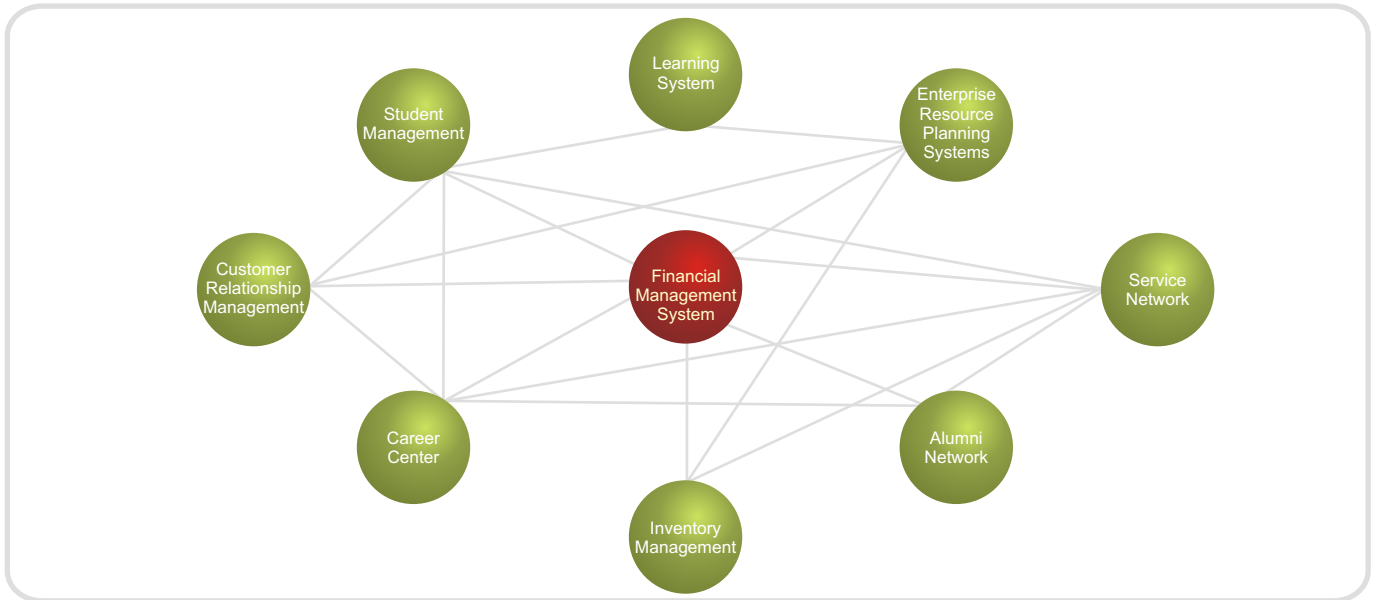 Learning
System
Student
Management
Enterprise
Resource
Planning
Systems
Customer
Relationship
Management
Financial
Management
System
Service
Network
Career
Center
Alumni
Network
Inventory
Management